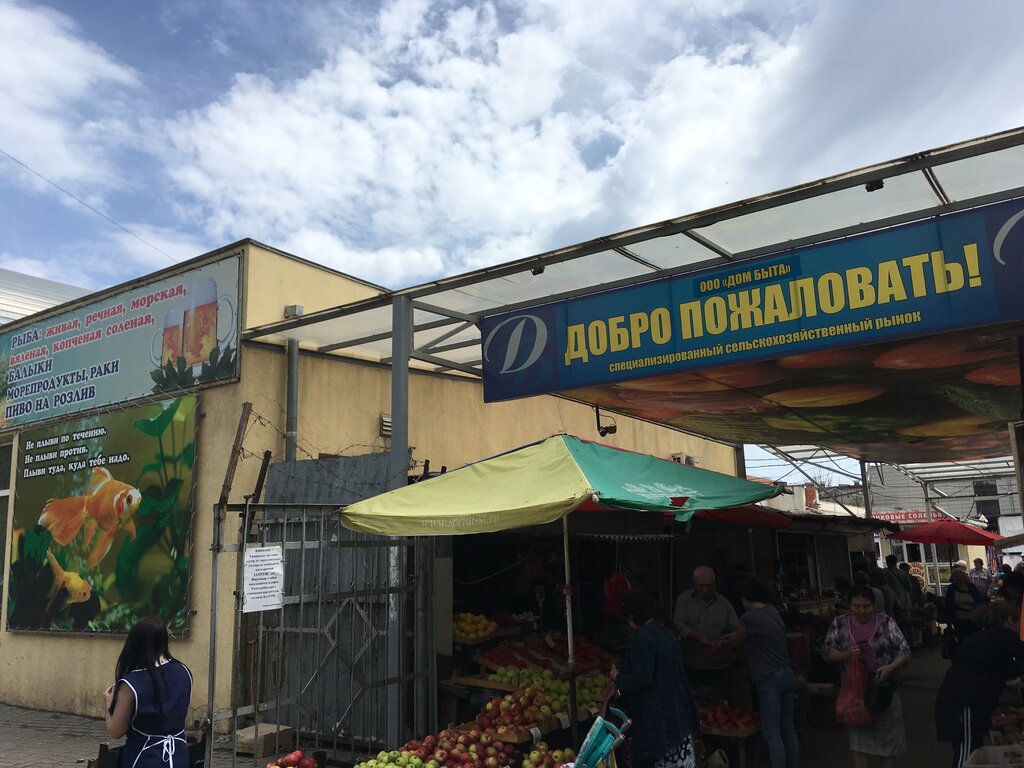 РЫБА: живая, речная, морская,
вяленая, копченая соленая,
БАЛЫКИ
МОРЕПРОДУКТЫ, РАКИ
ПИВО НА РОЗЛИВ
Не плыви по течению.
Не плыви против.
Плыви туда, куда тебе надо.
D
ООО «ДОМ БЫТА»
ДОБРО ПОЖАЛОВАТЬ!
специализированный сельскохозяйственный рынок